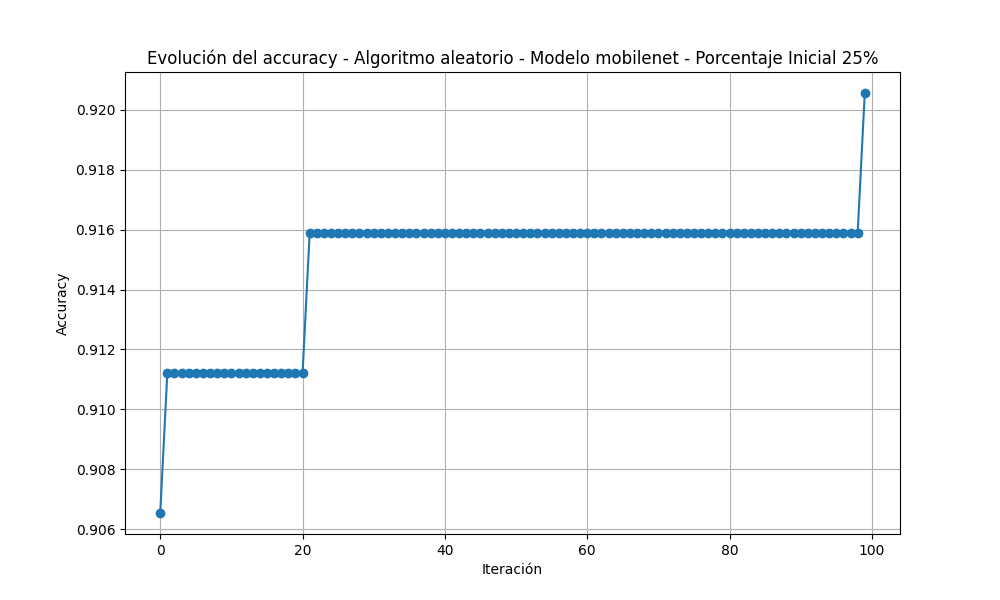 Evolución del accuracy - Algoritmo aleatorio - Modelo mobilenet - Porcentaje Inicial 25%
0.920
0.918
0.916
0.914
0.912
0.910
0.908
0.906
Accuracy
0 20 40 60 80 100
Iteración